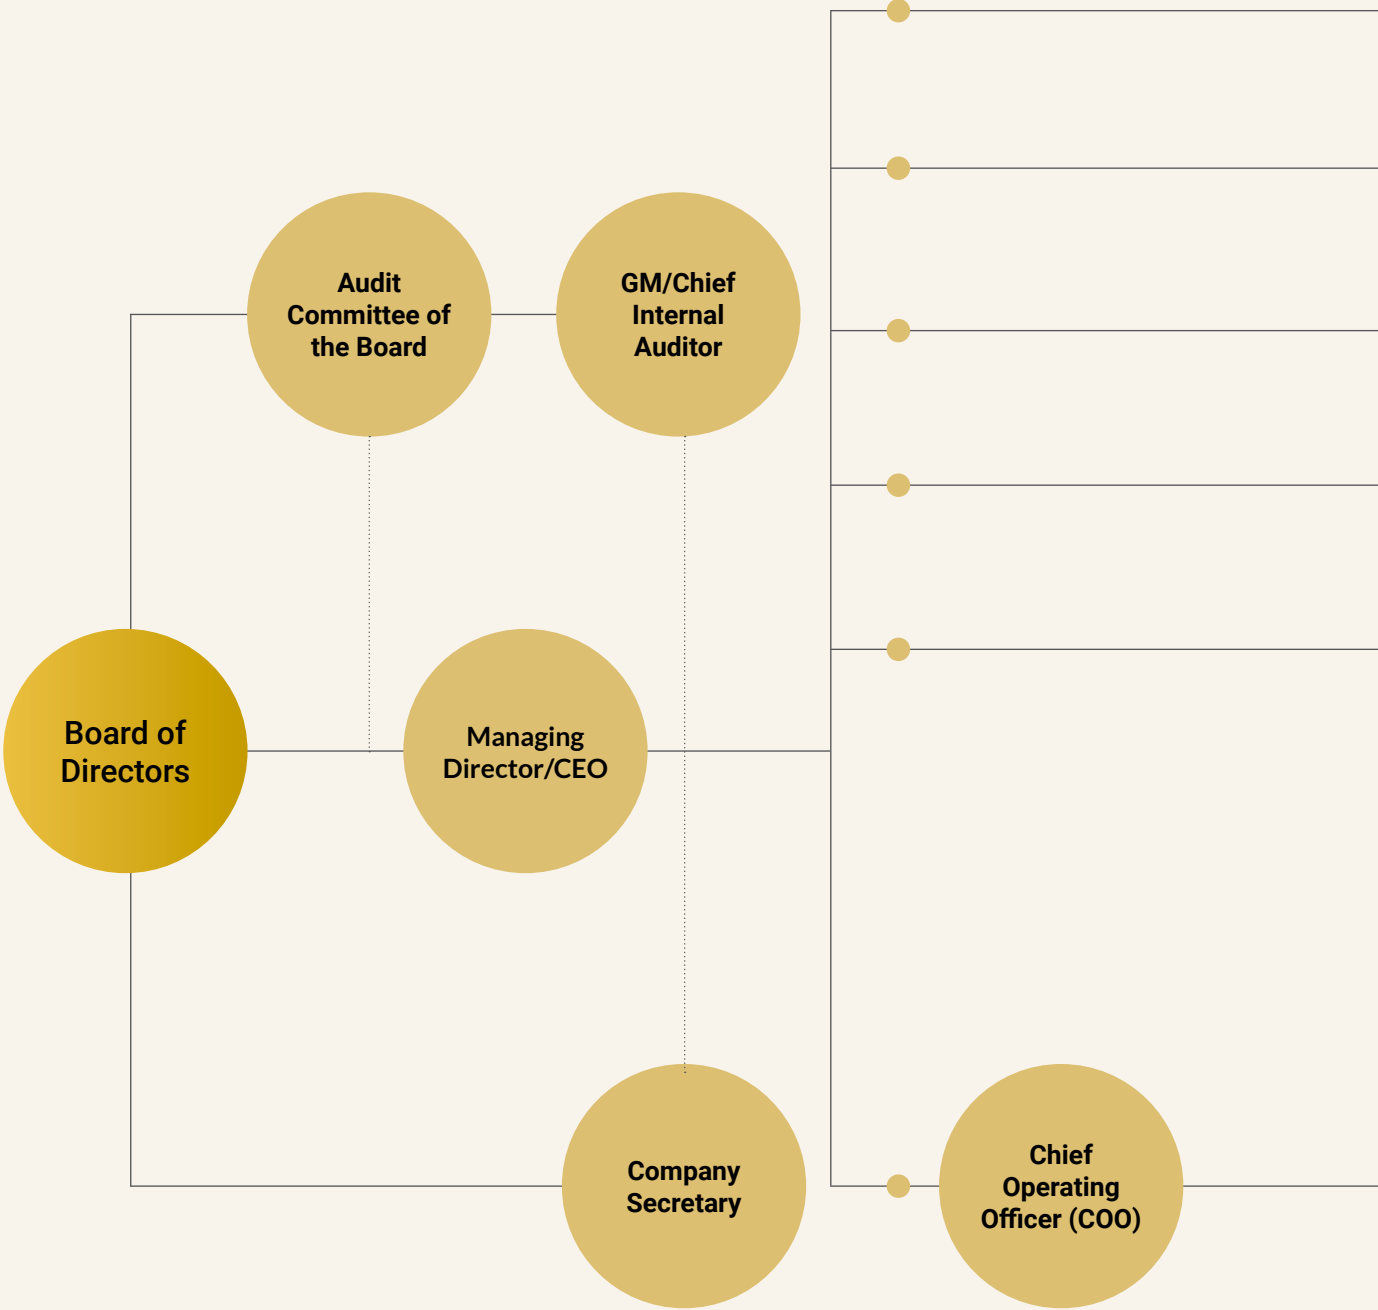 Audit
Committee of
the Board
GM/Chief
Internal
Auditor
Board of
Directors
Managing
Director/CEO
Company
Secretary
Chief
Operating
Officer (COO)